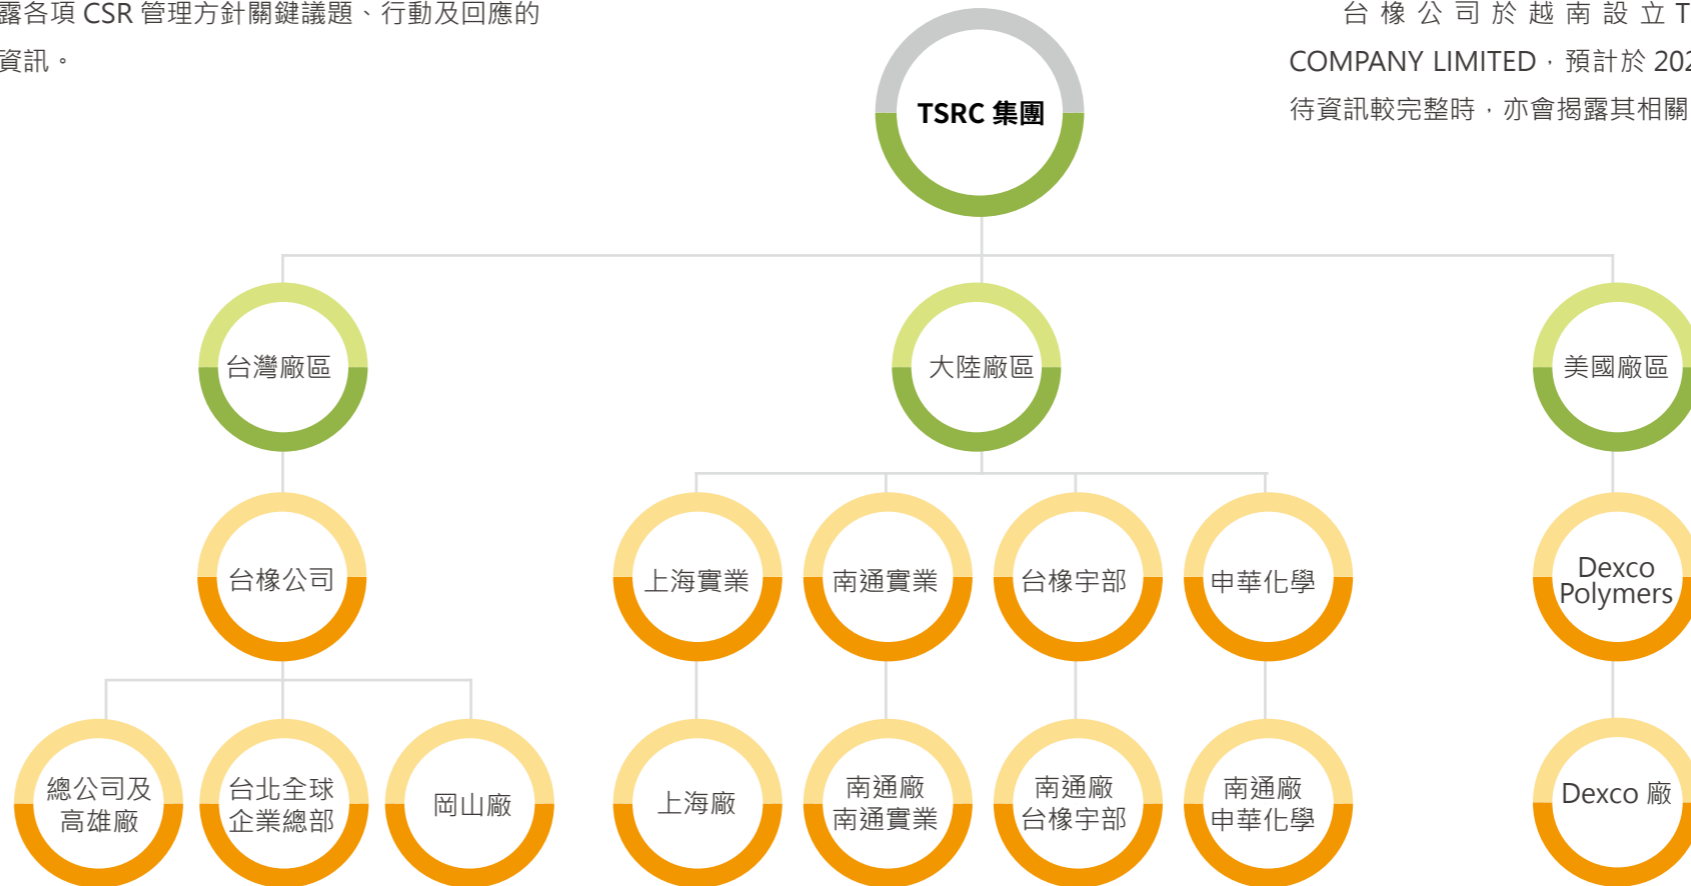 露各項 CSR 管理方針關鍵議題、行動及回應的
資訊。
台橡公司於越南設立T
COMPANY LIMITED,預計於 202
待資訊較完整時,亦會揭露其相關
TSRC 集團
台灣廠區
大陸廠區
美國廠區
台橡公司
上海實業
南通實業
台橡宇部
申華化學
Dexco
Polymers
總公司及
高雄廠
台北全球
企業總部
岡山廠
上海廠
南通廠
南通實業
南通廠
台橡宇部
南通廠
申華化學
Dexco 廠